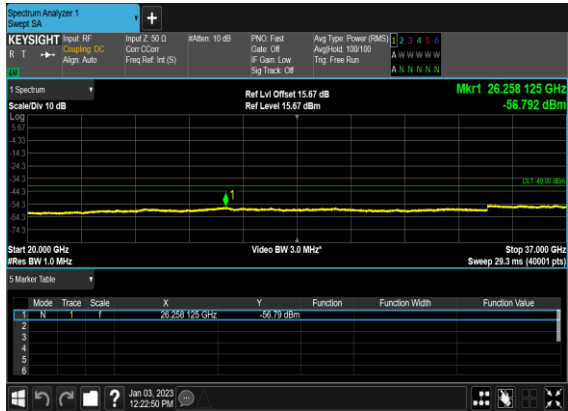 Spectrum Analyzer 1
Swept SA
KEYSIGHT
R T
Input: RF
Coupling: DC
Align: Auto
Input Z: 50 Ω
Corr CCorr
Freq Ref: Int (S)
#Atten: 10 dB
PNO: Fast
Gate: Off
IF Gain: Low
Sig Track: Off
Avg Type: Power (RMS)
Avg|Hold: 100/100
Trig: Free Run
1 2 3 4 5 6
A W W W W W
A N N N N N
1 Spectrum
Scale/Div 10 dB
Ref Lvl Offset 15.67 dB
Ref Level 15.67 dBm
Mkr1 26.258 125 GHz
-56.792 dBm
Log
5.67
-4.33
-14.3
-24.3
-34.3
-44.3
-54.3
-64.3
-74.3
1
Start 20.000 GHz
#Res BW 1.0 MHz
Video BW 3.0 MHz*
Stop 37.000 GHz
Sweep 29.3 ms (40001 pts)
5 Marker Table
Mode Trace Scale X Y Function Function Width Function Value
1 N 1 f 26.258 125 GHz -56.79 dBm
2
3
4
5
6
?
Jan 03, 2023
12:22:50 PM